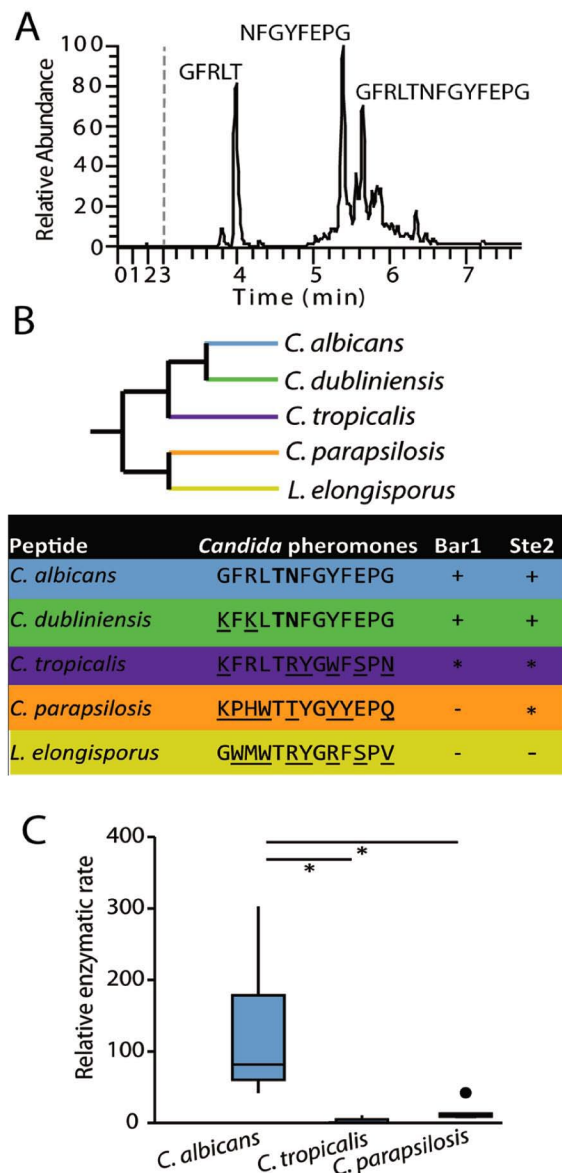 A
NFGYFEPG
GFRLT
GFRLTNFGYFEPG
Relative Abundance
100
80
60
40
20
0
0 1 2 3 4 5 6 7
Time (min)
B
C. albicans
C. dubliniensis
C. tropicalis
C. parapsilosis
L. elongisporus
Peptide Candida pheromones Bar1 Ste2
C. albicans GFRLTNFGYFEPG + +
C. dubliniensis KFKLTNFGYFEPG + +
C. tropicalis KFRLTRYGWFSPN * *
C. parapsilosis KPHWTTYGYYEPQ - *
L. elongisporus GWMWTRYGRFSPV - -
C
Relative enzymatic rate
400
300
200
100
0
*
*
C. albicans
C. tropicalis
C. parapsilosis